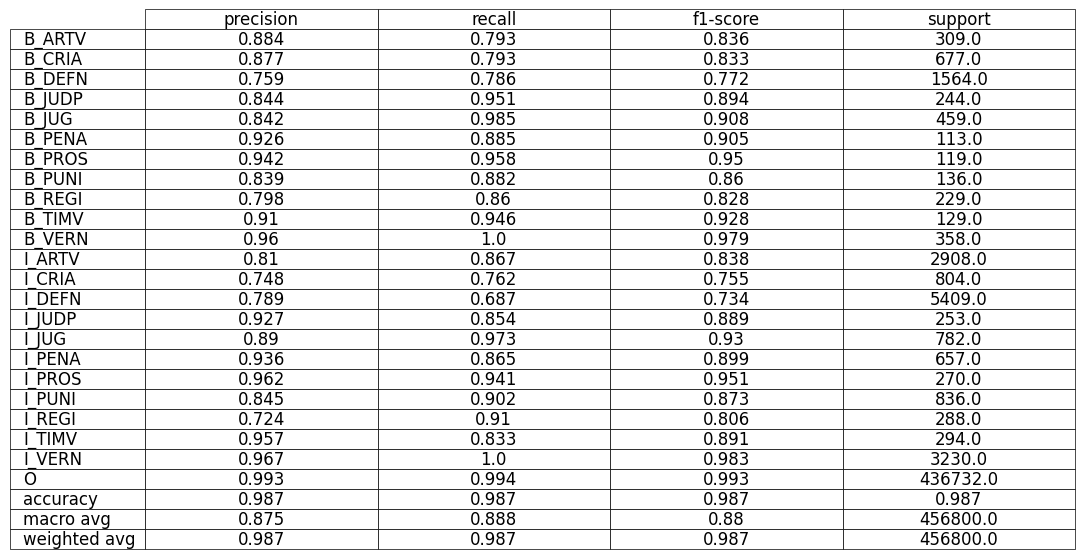 precision recall f1-score support
B_ARTV 0.884 0.793 0.836 309.0
B_CRIA 0.877 0.793 0.833 677.0
B_DEFN 0.759 0.786 0.772 1564.0
B_JUDP 0.844 0.951 0.894 244.0
B_JUG 0.842 0.985 0.908 459.0
B_PENA 0.926 0.885 0.905 113.0
B_PROS 0.942 0.958 0.95 119.0
B_PUNI 0.839 0.882 0.86 136.0
B_REGI 0.798 0.86 0.828 229.0
B_TIMV 0.91 0.946 0.928 129.0
B_VERN 0.96 1.0 0.979 358.0
I_ARTV 0.81 0.867 0.838 2908.0
I_CRIA 0.748 0.762 0.755 804.0
I_DEFN 0.789 0.687 0.734 5409.0
I_JUDP 0.927 0.854 0.889 253.0
I_JUG 0.89 0.973 0.93 782.0
I_PENA 0.936 0.865 0.899 657.0
I_PROS 0.962 0.941 0.951 270.0
I_PUNI 0.845 0.902 0.873 836.0
I_REGI 0.724 0.91 0.806 288.0
I_TIMV 0.957 0.833 0.891 294.0
I_VERN 0.967 1.0 0.983 3230.0
O 0.993 0.994 0.993 436732.0
accuracy 0.987 0.987 0.987 0.987
macro avg 0.875 0.888 0.88 456800.0
weighted avg 0.987 0.987 0.987 456800.0